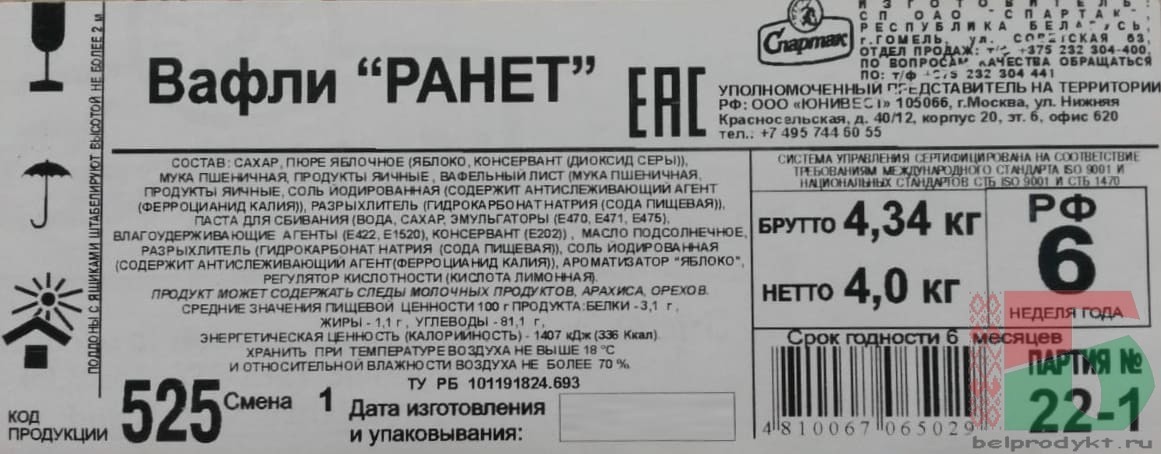 ПОДДОНЫ С ЯЩИКАМИ ШТАБЕЛИРУЮТ ВЫСОТОЙ НЕ БОЛЕЕ 2 м
Вафли “РАНЕТ”
ЕАС
Спартак
ИЗГОТОВИТЕЛЬ:
СП ОАО "СПАРТАК"
РЕСПУБЛИКА БЕЛАРУСЬ,
г.ГОМЕЛЬ, ул. СОВЕТСКАЯ 63,
ОТДЕЛ ПРОДАЖ: т/ф +375 232 304-400,
ПО ВОПРОСАМ КАЧЕСТВА ОБРАЩАТЬСЯ
ПО: т/ф 232 304 441
УПОЛНОМОЧЕННЫЙ ПРЕДСТАВИТЕЛЬ НА ТЕРРИТОРИИ
РФ: ООО «ЮНИВЕСТ» 105066, г.Москва, ул. Нижняя
Красносельская, д. 40/12, корпус 20, эт. 6, офис 620
тел.: +7 495 744 60 55
СОСТАВ: САХАР, ПЮРЕ ЯБЛОЧНОЕ (ЯБЛОКО, КОНСЕРВАНТ (ДИОКСИД СЕРЫ)),
МУКА ПШЕНИЧНАЯ, ПРОДУКТЫ ЯИЧНЫЕ, ВАФЕЛЬНЫЙ ЛИСТ (МУКА ПШЕНИЧНАЯ,
ПРОДУКТЫ ЯИЧНЫЕ, СОЛЬ ЙОДИРОВАННАЯ (СОДЕРЖИТ АНТИСЛЕЖИВАЮЩИЙ АГЕНТ
(ФЕРРОЦИАНИД КАЛИЯ)), РАЗРЫХЛИТЕЛЬ (ГИДРОКАРБОНАТ НАТРИЯ (СОДА ПИЩЕВАЯ)),
ПАСТА ДЛЯ СБИВАНИЯ (ВОДА, САХАР, ЭМУЛЬГАТОРЫ (Е470, Е471, Е475),
ВЛАГОУДЕРЖИВАЮЩИЕ АГЕНТЫ (Е422, Е1520), КОНСЕРВАНТ (Е202)) , МАСЛО ПОДСОЛНЕЧНОЕ,
РАЗРЫХЛИТЕЛЬ (ГИДРОКАРБОНАТ НАТРИЯ (СОДА ПИЩЕВАЯ)), СОЛЬ ЙОДИРОВАННАЯ
(СОДЕРЖИТ АНТИСЛЕЖИВАЮЩИЙ АГЕНТ(ФЕРРОЦИАНИД КАЛИЯ)), АРОМАТИЗАТОР "ЯБЛОКО",
РЕГУЛЯТОР КИСЛОТНОСТИ (КИСЛОТА ЛИМОННАЯ).
ПРОДУКТ МОЖЕТ СОДЕРЖАТЬ СЛЕДЫ МОЛОЧНЫХ ПРОДУКТОВ, АРАХИСА, ОРЕХОВ.
СРЕДНИЕ ЗНАЧЕНИЯ ПИЩЕВОЙ ЦЕННОСТИ 100 г ПРОДУКТА: БЕЛКИ - 3,1 г ,
ЖИРЫ - 1,1 г , УГЛЕВОДЫ - 81,1 г ,
ЭНЕРГЕТИЧЕСКАЯ ЦЕННОСТЬ (КАЛОРИЙНОСТЬ) - 1407 кДж (336 Ккал).
ХРАНИТЬ ПРИ ТЕМПЕРАТУРЕ ВОЗДУХА НЕ ВЫШЕ 18 °С
И ОТНОСИТЕЛЬНОЙ ВЛАЖНОСТИ ВОЗДУХА НЕ БОЛЕЕ 70 %.
ТУ РБ 101191824.693
СИСТЕМА УПРАВЛЕНИЯ СЕРТИФИЦИРОВАНА НА СООТВЕТСТВИЕ
ТРЕБОВАНИЯМ МЕЖДУНАРОДНОГО СТАНДАРТА ISO 9001 И
НАЦИОНАЛЬНЫХ СТАНДАРТОВ СТБ ISO 9001 И СТБ 1470
БРУТТО 4,34 кг
НЕТТО 4,0 кг
РФ
6
НЕДЕЛЯ ГОДА
Срок годности 6 месяцев
ПАРТИЯ №
22-1
КОД
ПРОДУКЦИИ
525
Смена 1
Дата изготовления
и упаковывания:
4810067065029
belprodykt.ru